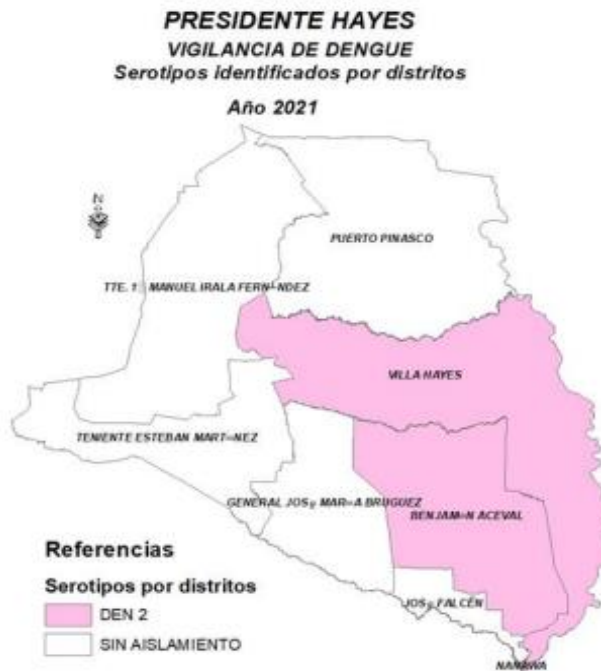 PRESIDENTE HAYES
VIGILANCIA DE DENGUE
Serotipos identificados por distritos
Año 2021
N
PUERTO PINASCO
TTE. 1 MANUEL IRALA FERN┴NDEZ
VILLA HAYES
TENIENTE ESTEBAN MART═NEZ
GENERAL JOS╔ MAR═A BRUGUEZ
BENJAM═N ACEVAL
JOS╔ FALCÉN
NANAWA
Referencias
Serotipos por distritos
DEN 2
SIN AISLAMIENTO